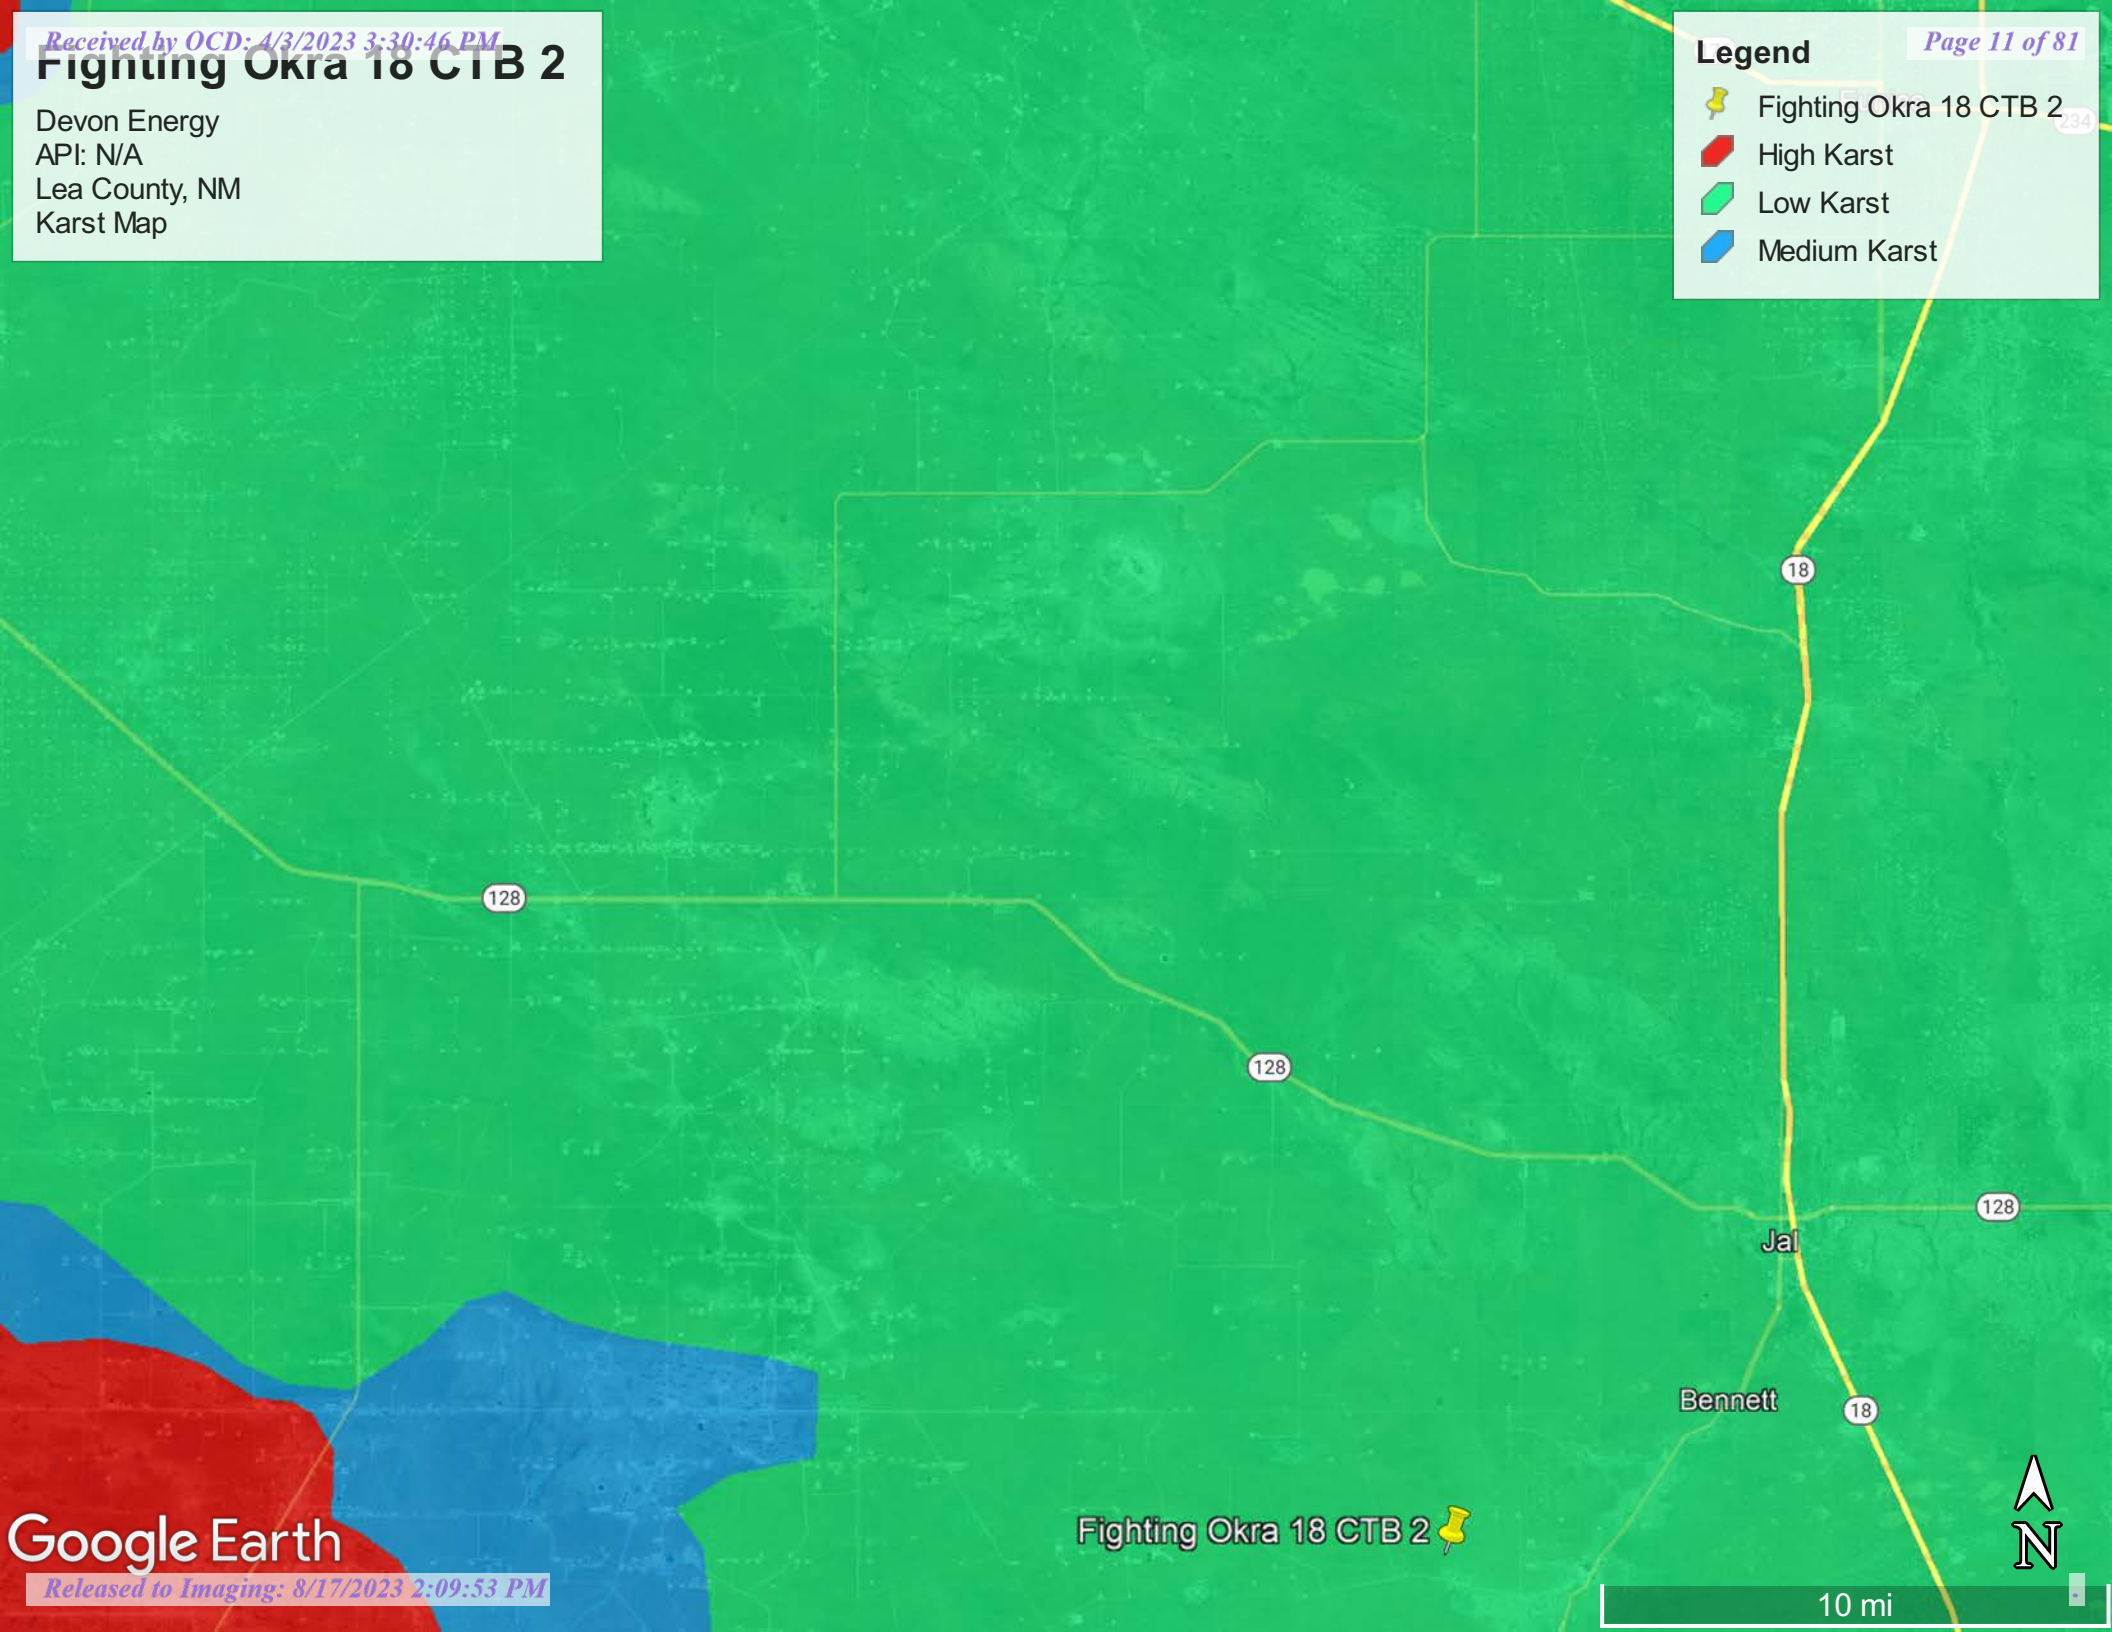 Received by OCD: 4/3/2023 3:30:46 PM
Page 11 of 81
Fighting Okra 18 CTB 2
Devon Energy
API: N/A
Lea County, NM
Karst Map
Legend
Fighting Okra 18 CTB 2
High Karst
Low Karst
Medium Karst
234
18
128
128
128
Jal
Bennett
18
Fighting Okra 18 CTB 2
N
Google Earth
Released to Imaging: 8/17/2023 2:09:53 PM
10 mi